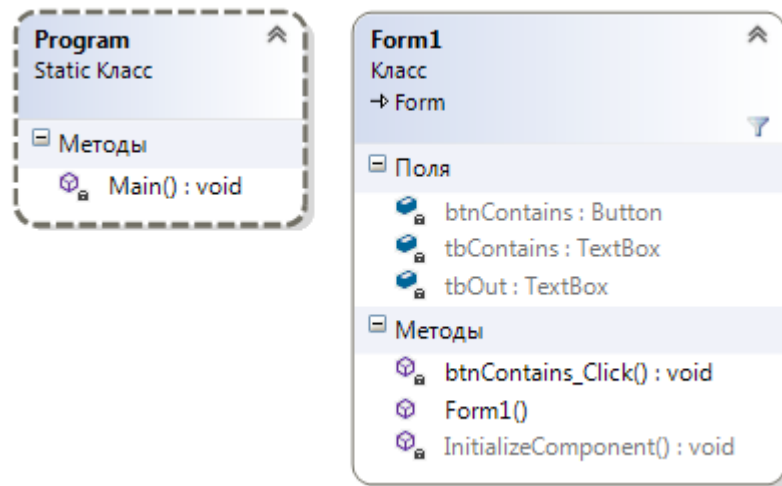 Program
Static Класс
Методы
Main() : void
Form1
Класс
Form
Поля
btnContains : Button
tbContains : TextBox
tbOut : TextBox
Методы
btnContains_Click() : void
Form1()
InitializeComponent() : void